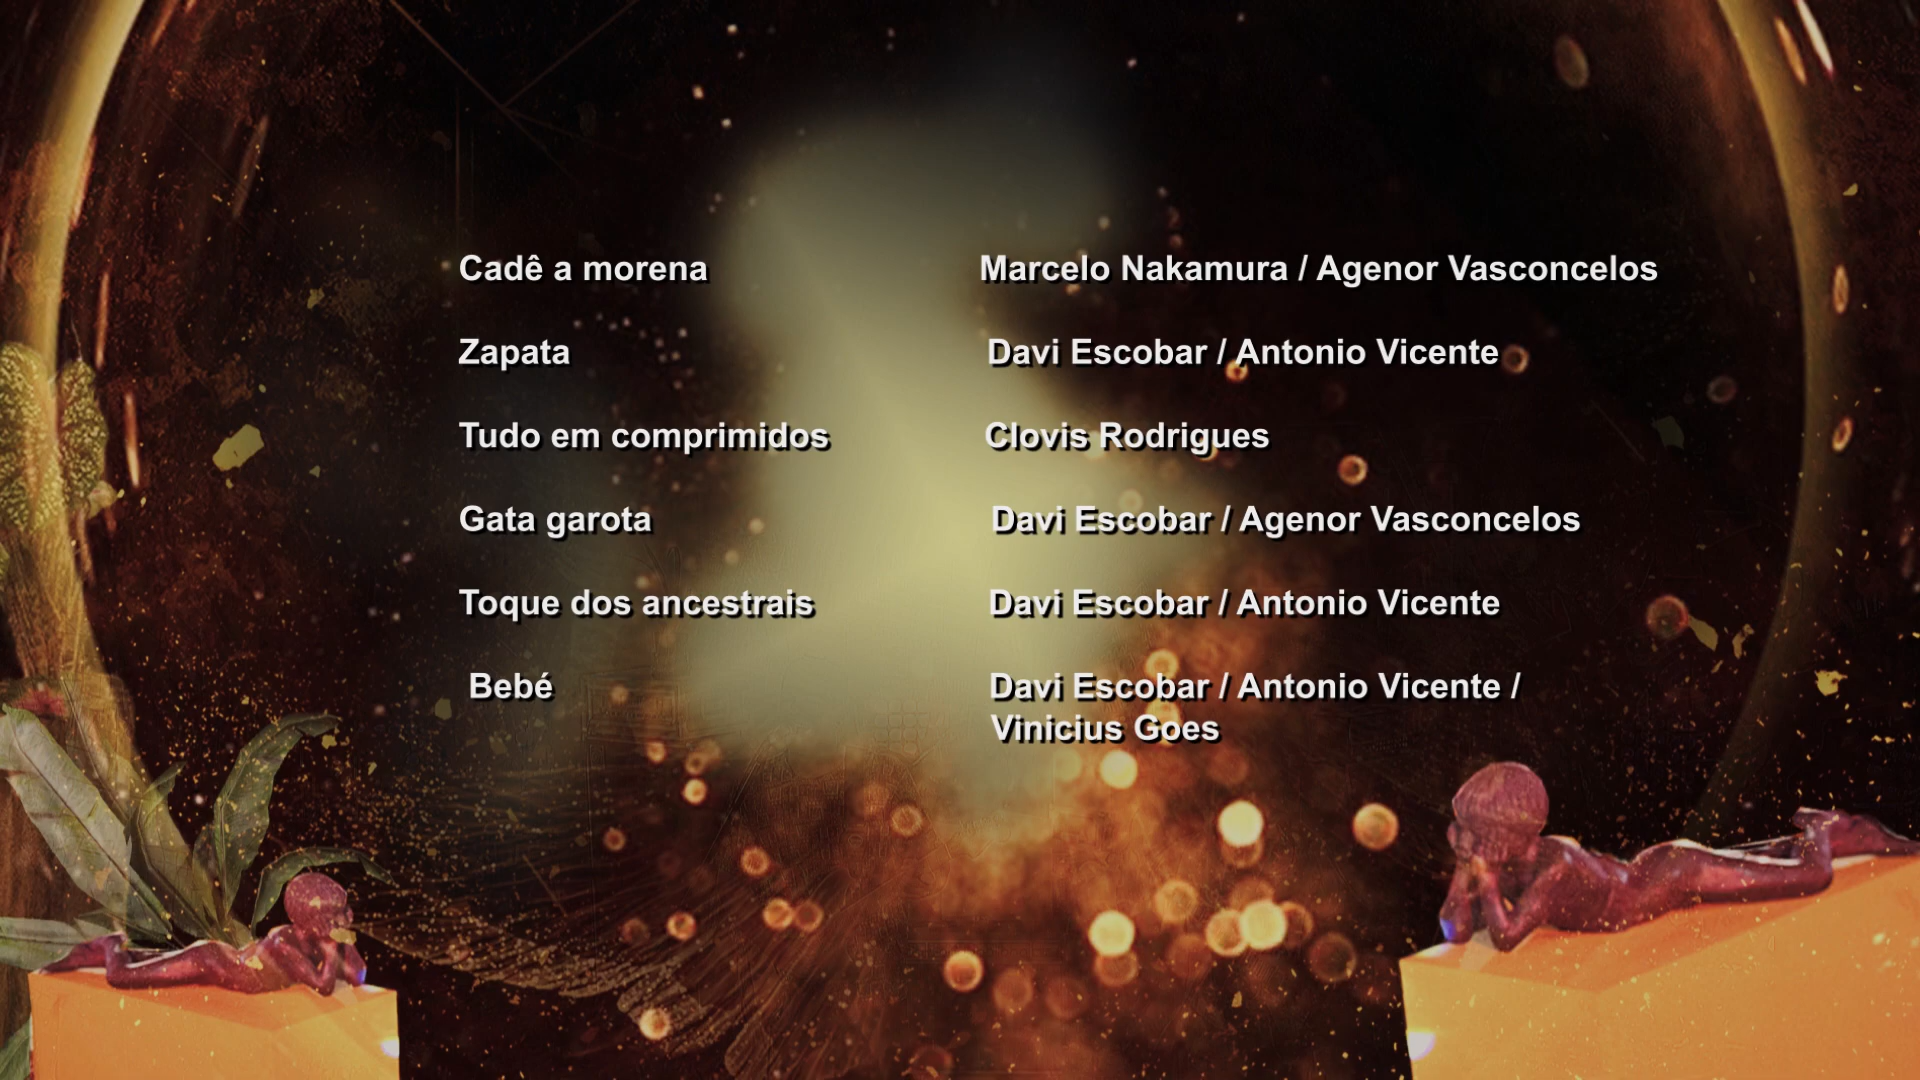 Cadê a morena Marcelo Nakamura / Agenor Vasconcelos
Zapata Davi Escobar / Antonio Vicente
Tudo em comprimidos Clovis Rodrigues
Gata garota Davi Escobar / Agenor Vasconcelos
Toque dos ancestrais Davi Escobar / Antonio Vicente
Bebé Davi Escobar / Antonio Vicente /
Vinicius Goes